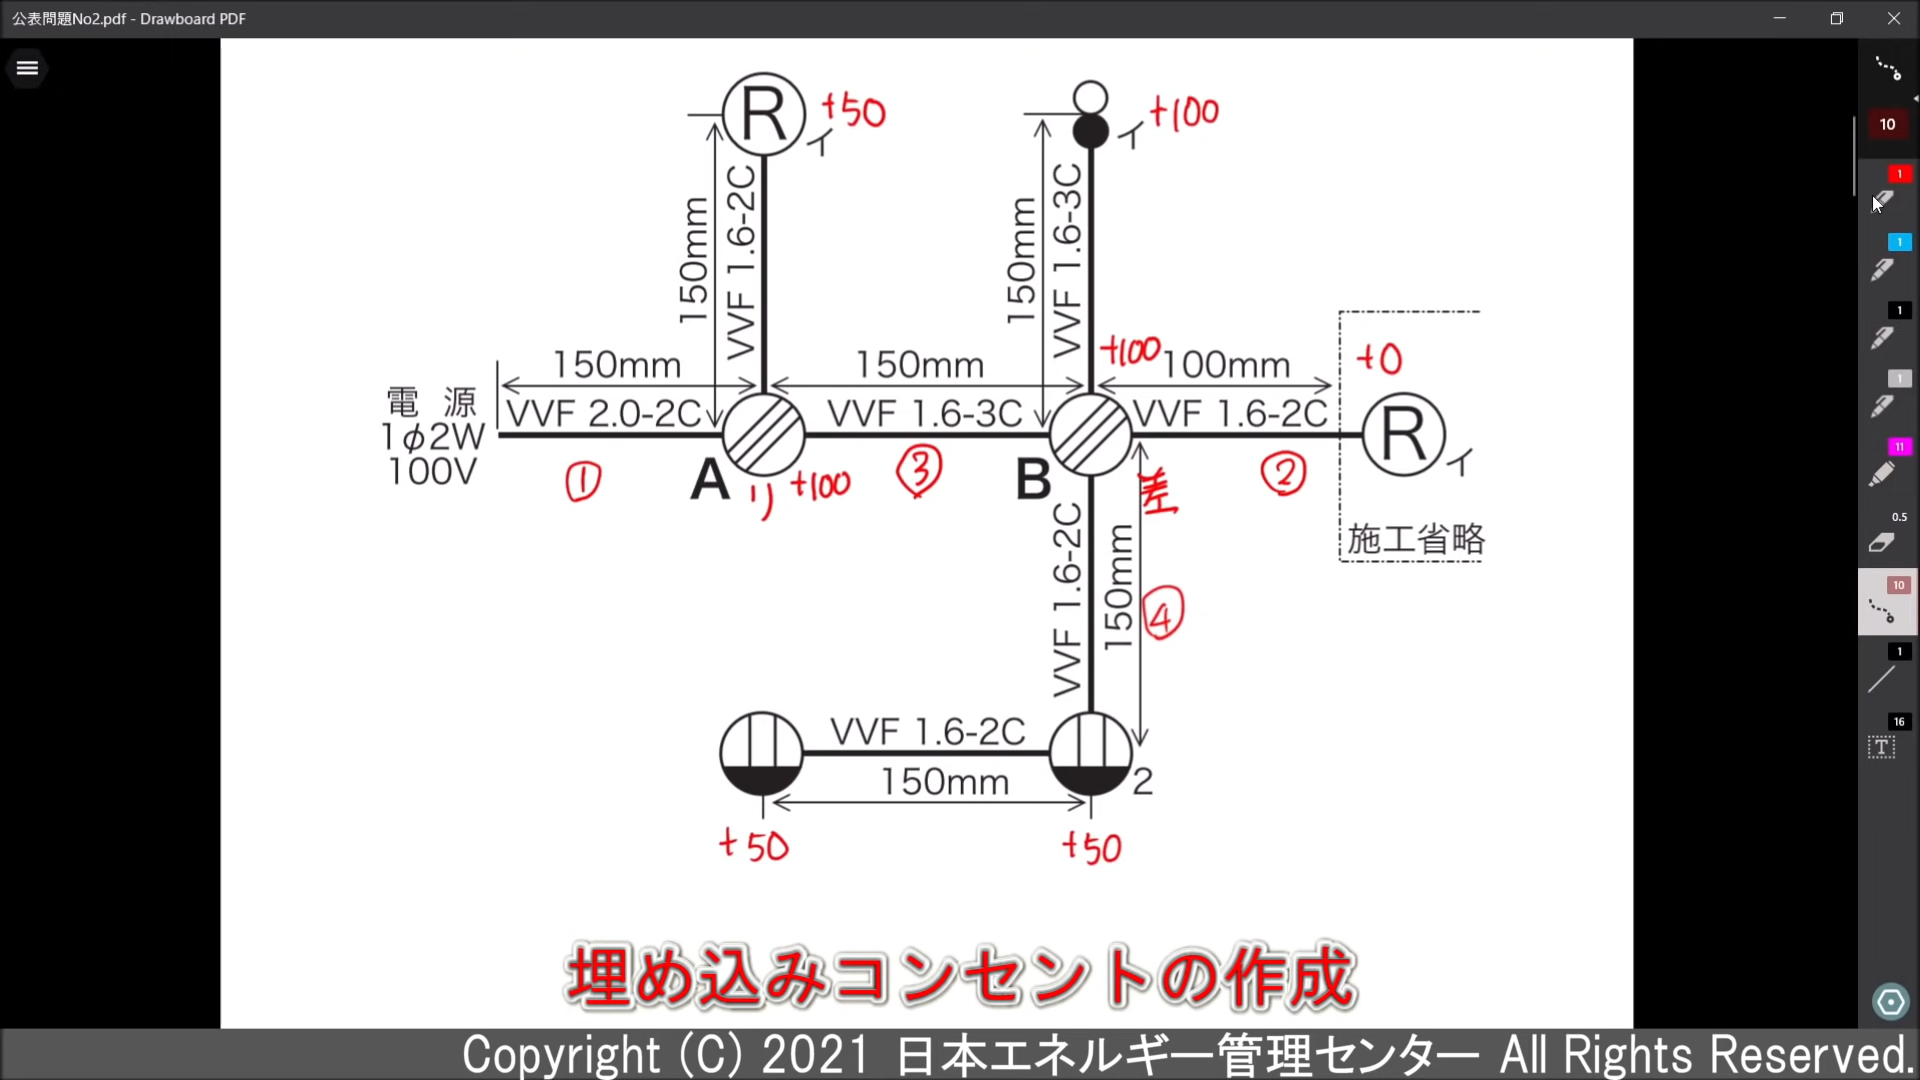 公表問題No2.pdf - Drawboard PDF
10
1
1
1
1
11
0.5
10
1
16
T
R
イ
+50
イ
+100
150mm
VVF 1.6-2C
150mm
VVF 1.6-3C
150mm
150mm
+100
100mm
+0
電 源
1φ2W
100V
VVF 2.0-2C
VVF 1.6-3C
VVF 1.6-2C
R
イ
①
A
リ
+100
③
B
差
②
施工省略
VVF 1.6-2C
150mm
④
VVF 1.6-2C
150mm
2
+50
+50
埋め込みコンセントの作成
Copyright (C) 2021 日本エネルギー管理センター All Rights Reserved.